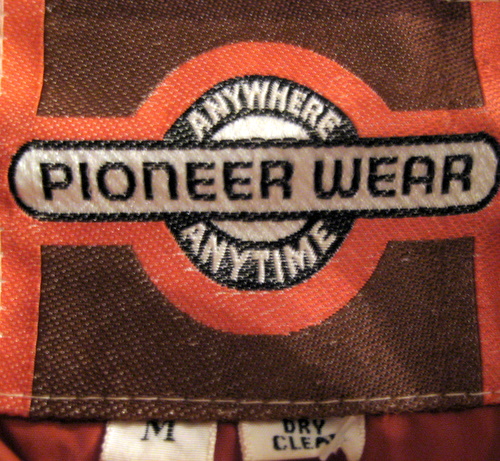 ANYWHERE
PIONEER WEAR
ANYTIME
M
DRY
CLEAN